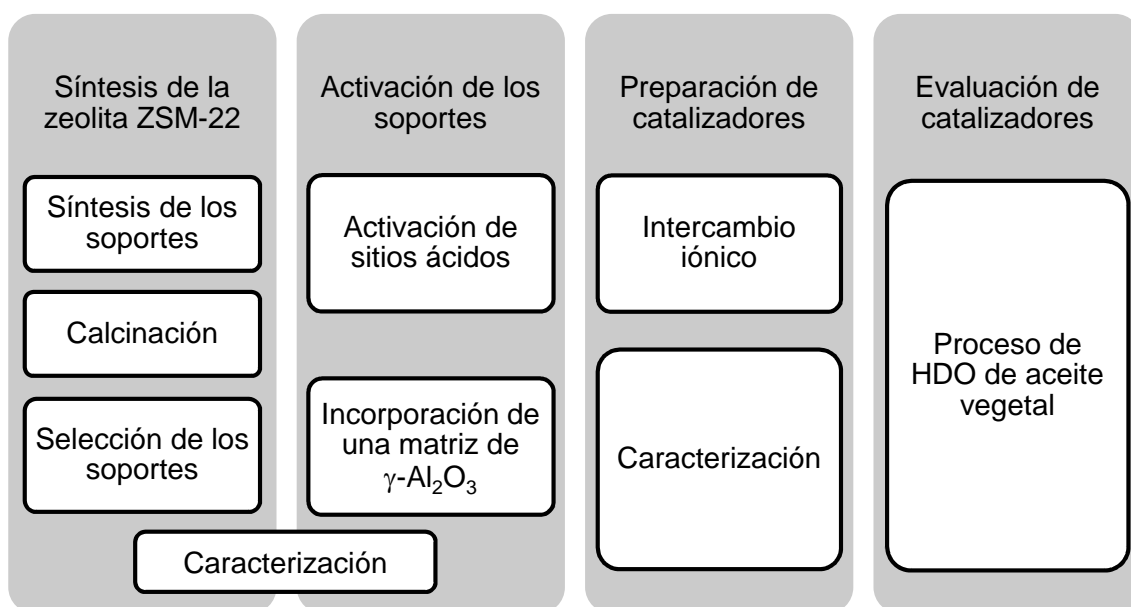 Síntesis de la
zeolita ZSM-22
Síntesis de los
soportes
Calcinación
Selección de los
soportes
Activación de los
soportes
Activación de
sitios ácidos
Incorporación de
una matriz de
γ-Al₂O₃
Caracterización
Preparación de
catalizadores
Intercambio
iónico
Caracterización
Evaluación de
catalizadores
Proceso de
HDO de aceite
vegetal